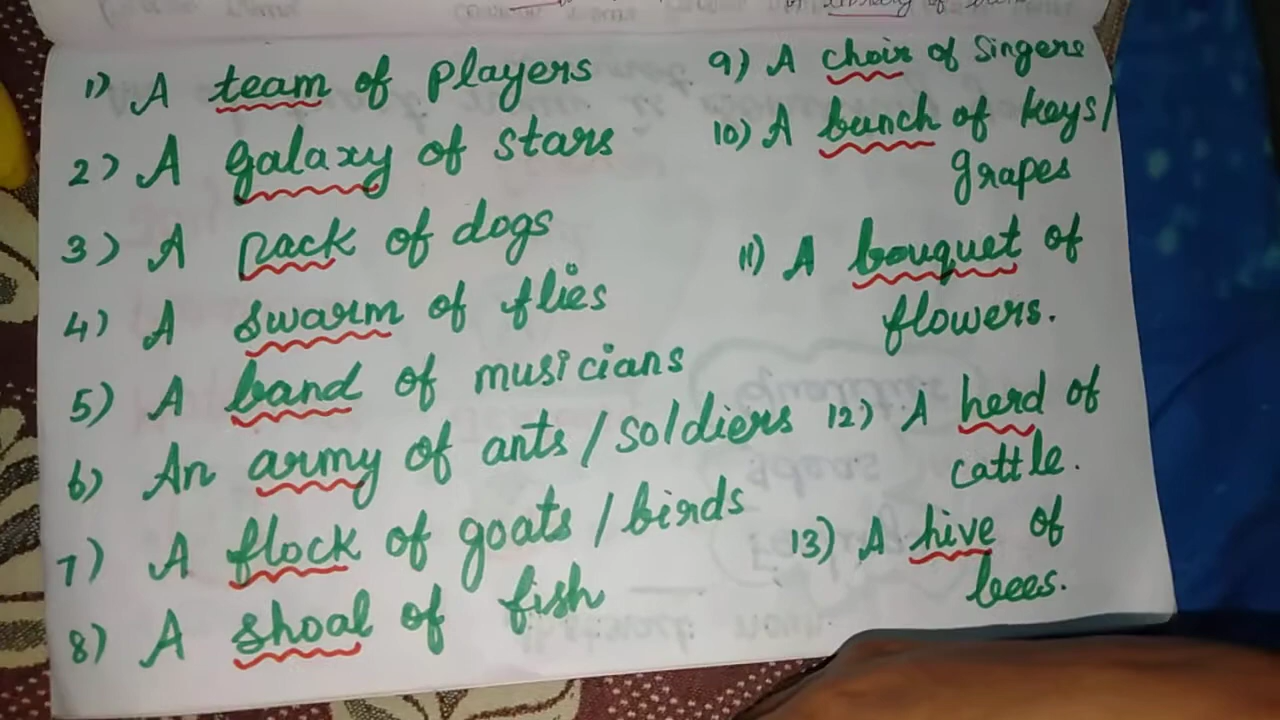 1) A team of players
2) A galaxy of stars
3) A pack of dogs
4) A swarm of flies
5) A band of musicians
6) An army of ants / soldiers
7) A flock of goats / birds
8) A shoal of fish
9) A choir of singers
10) A bunch of keys /
grapes
11) A bouquet of
flowers.
12) A herd of
cattle.
13) A hive of
bees.